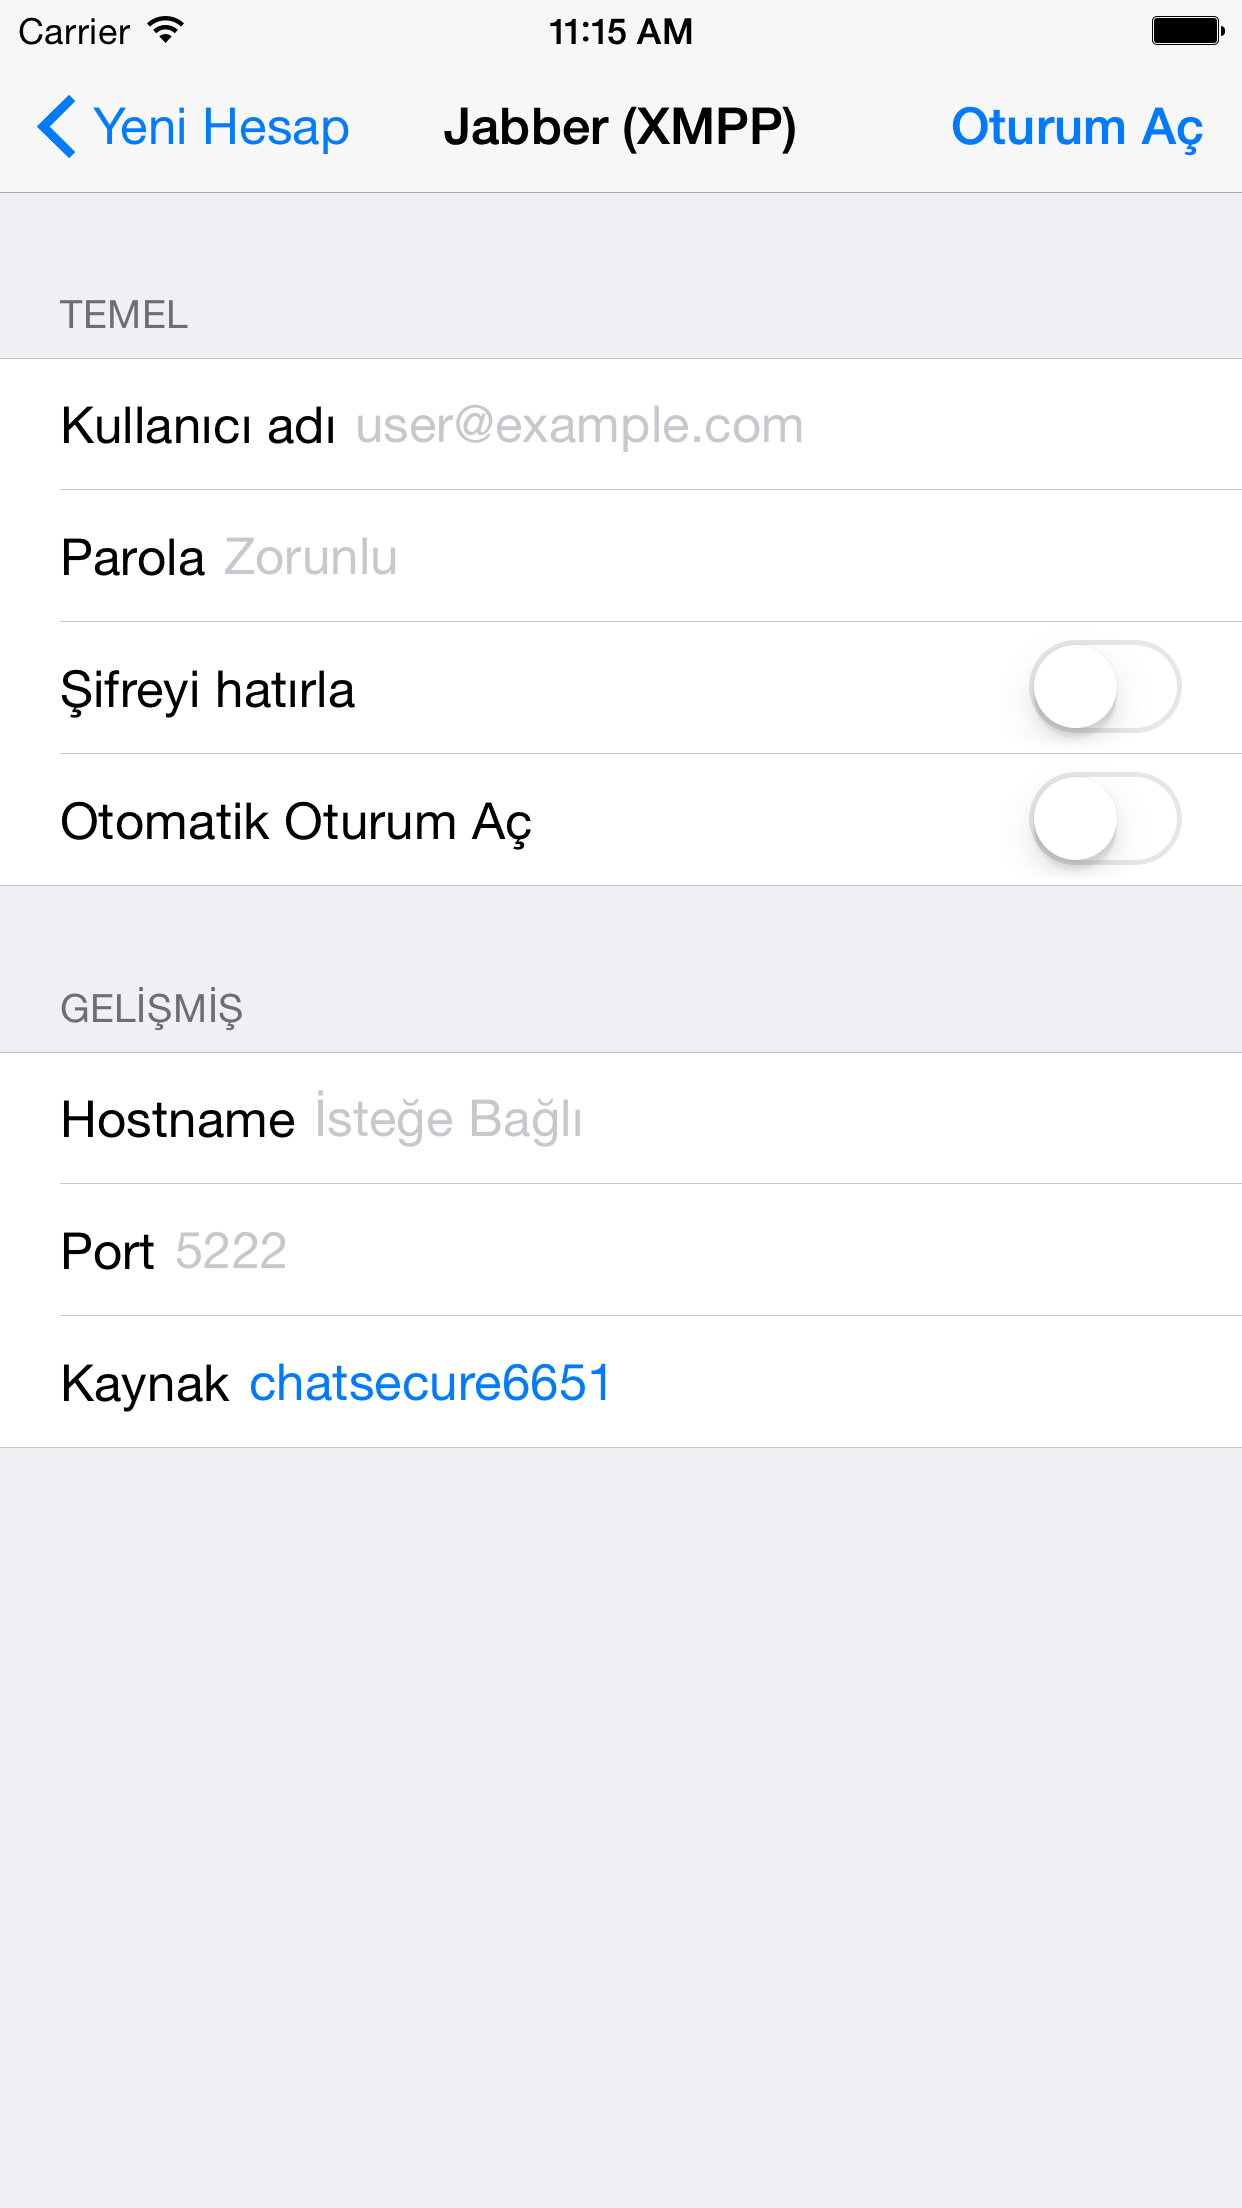 Carrier 11:15 AM
Yeni Hesap Jabber (XMPP) Oturum Aç
TEMEL
Kullanıcı adı user@example.com
Parola Zorunlu
Şifreyi hatırla
Otomatik Oturum Aç
GELİŞMİŞ
Hostname İsteğe Bağlı
Port 5222
Kaynak chatsecure6651